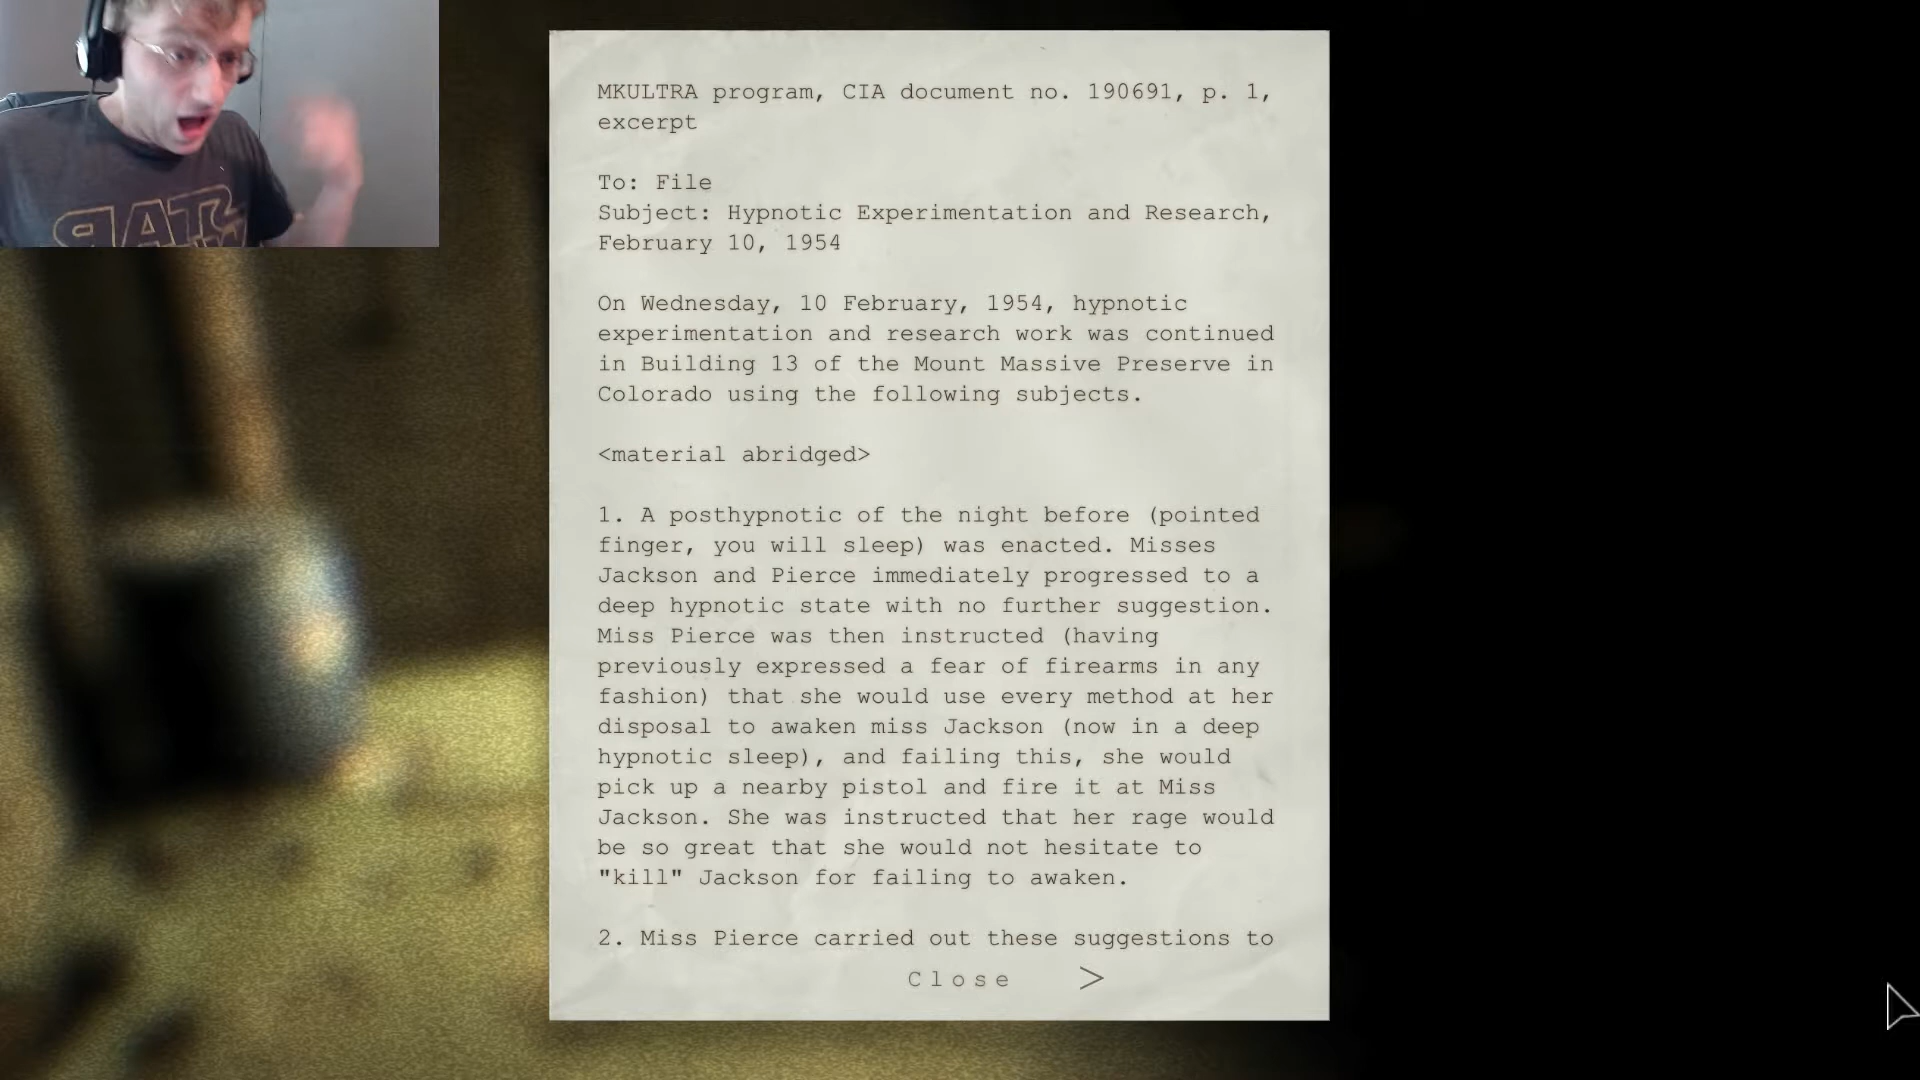 STAR
MKULTRA program, CIA document no. 190691, p. 1,
excerpt
To: File
Subject: Hypnotic Experimentation and Research,
February 10, 1954
On Wednesday, 10 February, 1954, hypnotic
experimentation and research work was continued
in Building 13 of the Mount Massive Preserve in
Colorado using the following subjects.
<material abridged>
1. A posthypnotic of the night before (pointed
finger, you will sleep) was enacted. Misses
Jackson and Pierce immediately progressed to a
deep hypnotic state with no further suggestion.
Miss Pierce was then instructed (having
previously expressed a fear of firearms in any
fashion) that she would use every method at her
disposal to awaken miss Jackson (now in a deep
hypnotic sleep), and failing this, she would
pick up a nearby pistol and fire it at Miss
Jackson. She was instructed that her rage would
be so great that she would not hesitate to
"kill" Jackson for failing to awaken.
2. Miss Pierce carried out these suggestions to
Close >